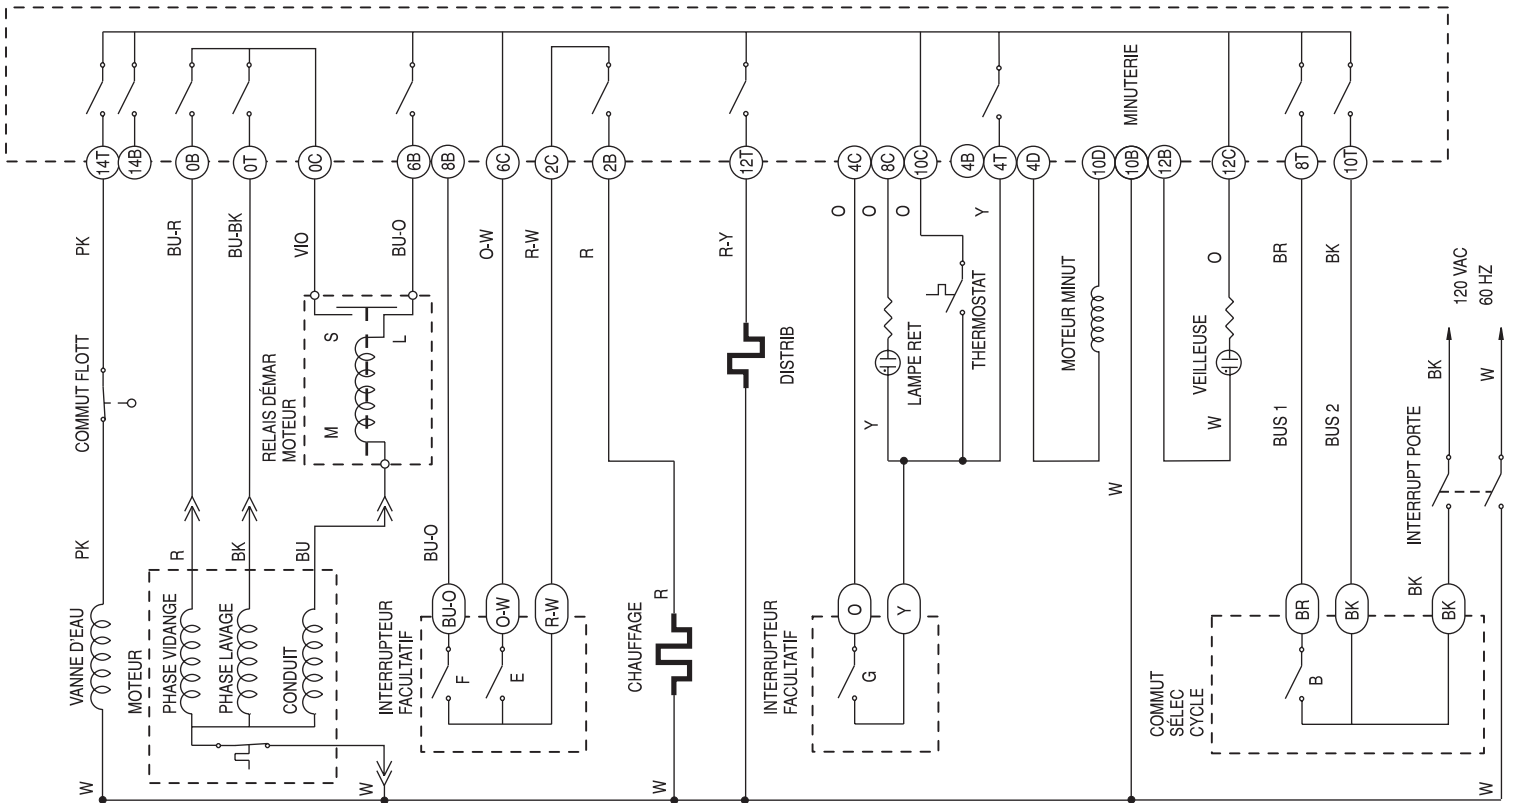 MINUTERIE
14T
14B
0B
0T
0C
6B
8B
6C
2C
2B
12T
4C
8C
10C
4B
4T
4D
10D
10B
12B
12C
8T
10T
PK
BU-R
BU-BK
VIO
BU-O
O-W
R-W
R
R-Y
O
O
O
Y
O
BR
BK
120 VAC
60 HZ
COMMUT FLOTT
RELAIS DÉMAR
MOTEUR
S
M
L
DISTRIB
LAMPE RET
Y
THERMOSTAT
MOTEUR MINUT
VEILLEUSE
W
BUS 1
BUS 2
BK
W
INTERRUPT PORTE
W
PK
R
BK
BU
BU-O
R
BK
VANNE D'EAU
MOTEUR
PHASE VIDANGE
PHASE LAVAGE
CONDUIT
INTERRUPTEUR
FACULTATIF
BU-O
O-W
R-W
F
E
CHAUFFAGE
INTERRUPTEUR
FACULTATIF
O
Y
G
COMMUT
SÉLEC
CYCLE
BR
BK
BK
B
W
W
W
W